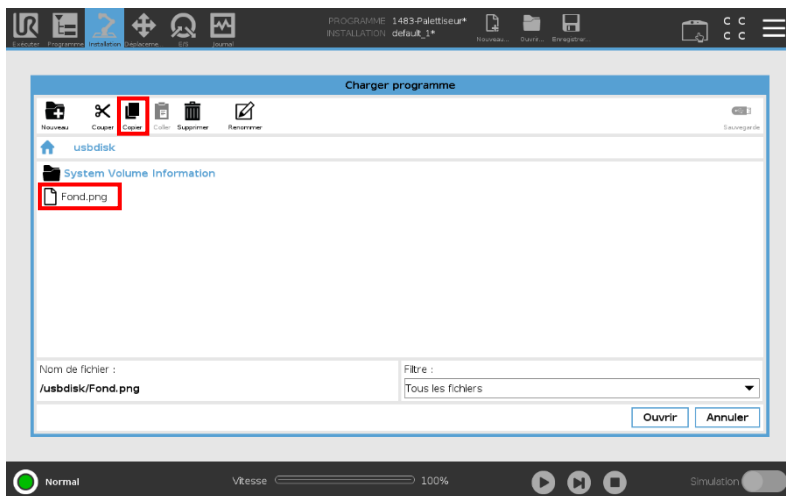 PROGRAMME 1483-Palettiseur*
INSTALLATION default_1*
Exécuter Programme Installation Déplaceme... E/S Journal
Nouveau... Ouvrir... Enregistrer...
C C
C C
Charger programme
Nouveau Couper Copier Coller Supprimer Renommer Sauvegarde
usbdisk
System Volume Information
Fond.png
Nom de fichier :
Filtre :
/usbdisk/Fond.png
Tous les fichiers
Ouvrir Annuler
Normal
Vitesse 100%
Simulation